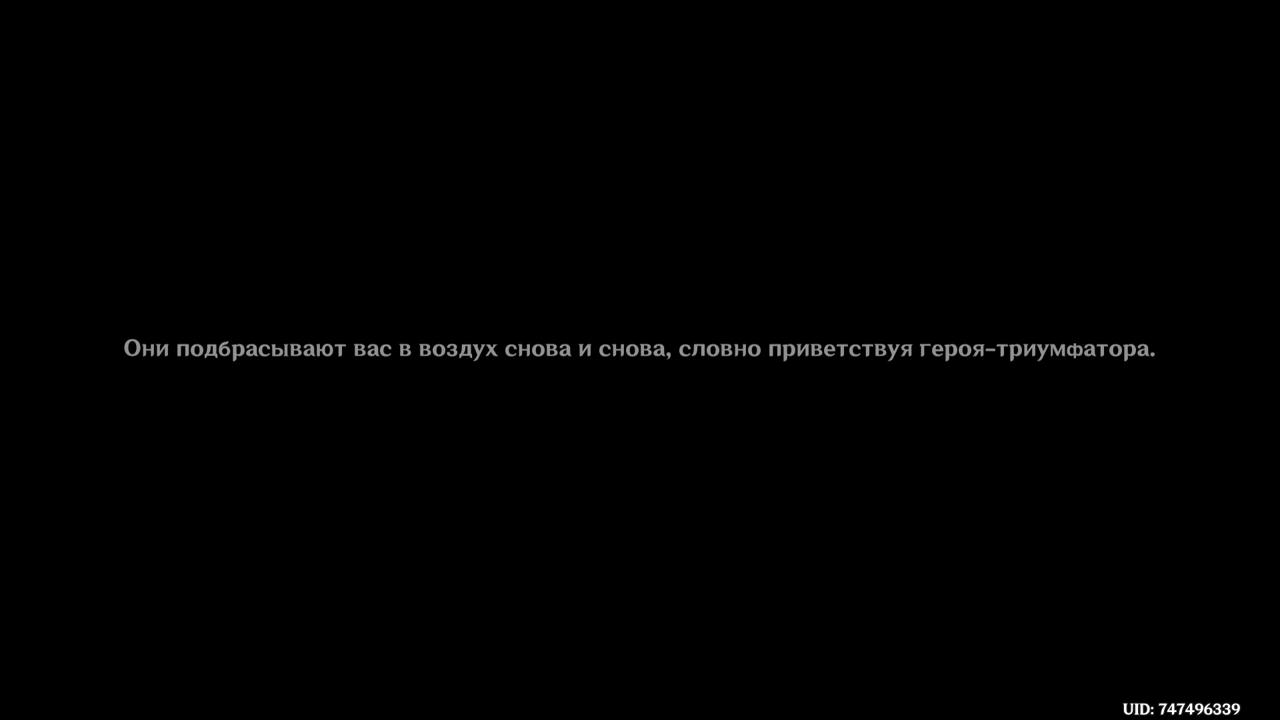 Они подбрасывают вас в воздух снова и снова, словно приветствуя героя-триумфатора.
UID: 747496339